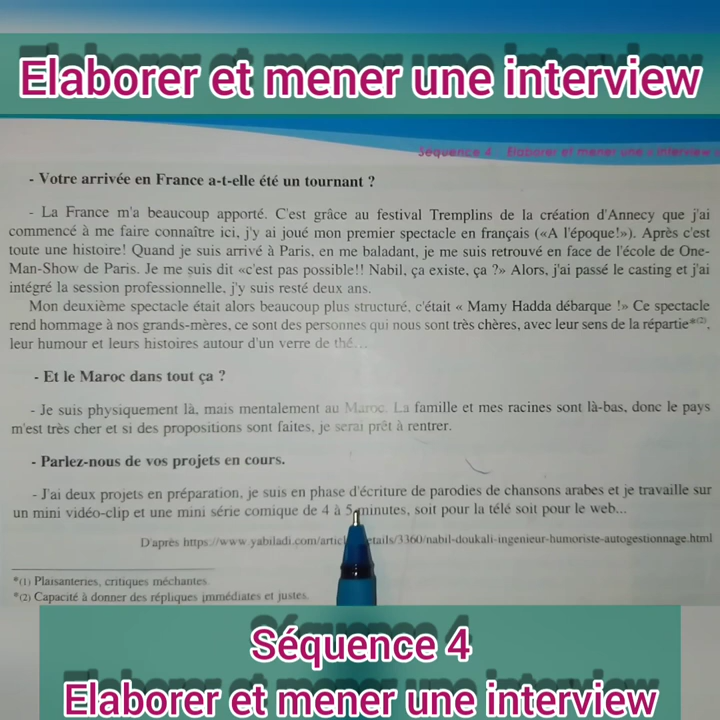 Elaborer et mener une interview
Séquence 4 Elaborer et mener une « interview »
- Votre arrivée en France a-t-elle été un tournant ?
- La France m'a beaucoup apporté. C'est grâce au festival Tremplins de la création d'Annecy que j'ai
commencé à me faire connaître ici, j'y ai joué mon premier spectacle en français («A l'époque!»). Après c'est
toute une histoire! Quand je suis arrivé à Paris, en me baladant, je me suis retrouvé en face de l'école de One-
Man-Show de Paris. Je me suis dit «c'est pas possible!! Nabil, ça existe, ça ?» Alors, j'ai passé le casting et j'ai
intégré la session professionnelle, j'y suis resté deux ans.
Mon deuxième spectacle était alors beaucoup plus structuré, c'était « Mamy Hadda débarque !» Ce spectacle
rend hommage à nos grands-mères, ce sont des personnes qui nous sont très chères, avec leur sens de la répartie*(2),
leur humour et leurs histoires autour d'un verre de thé...
- Et le Maroc dans tout ça ?
- Je suis physiquement là, mais mentalement au Maroc. La famille et mes racines sont là-bas, donc le pays
m'est très cher et si des propositions sont faites, je serai prêt à rentrer.
- Parlez-nous de vos projets en cours.
- J'ai deux projets en préparation, je suis en phase d'écriture de parodies de chansons arabes et je travaille sur
un mini vidéo-clip et une mini série comique de 4 à 5 minutes, soit pour la télé soit pour le web...
D'après https://www.yabiladi.com/articl etails/3360/nabil-doukali-ingenieur-humoriste-autogestionnage.html
*(1) Plaisanteries, critiques méchantes.
*(2) Capacité à donner des répliques immédiates et justes.
Séquence 4
Elaborer et mener une interview